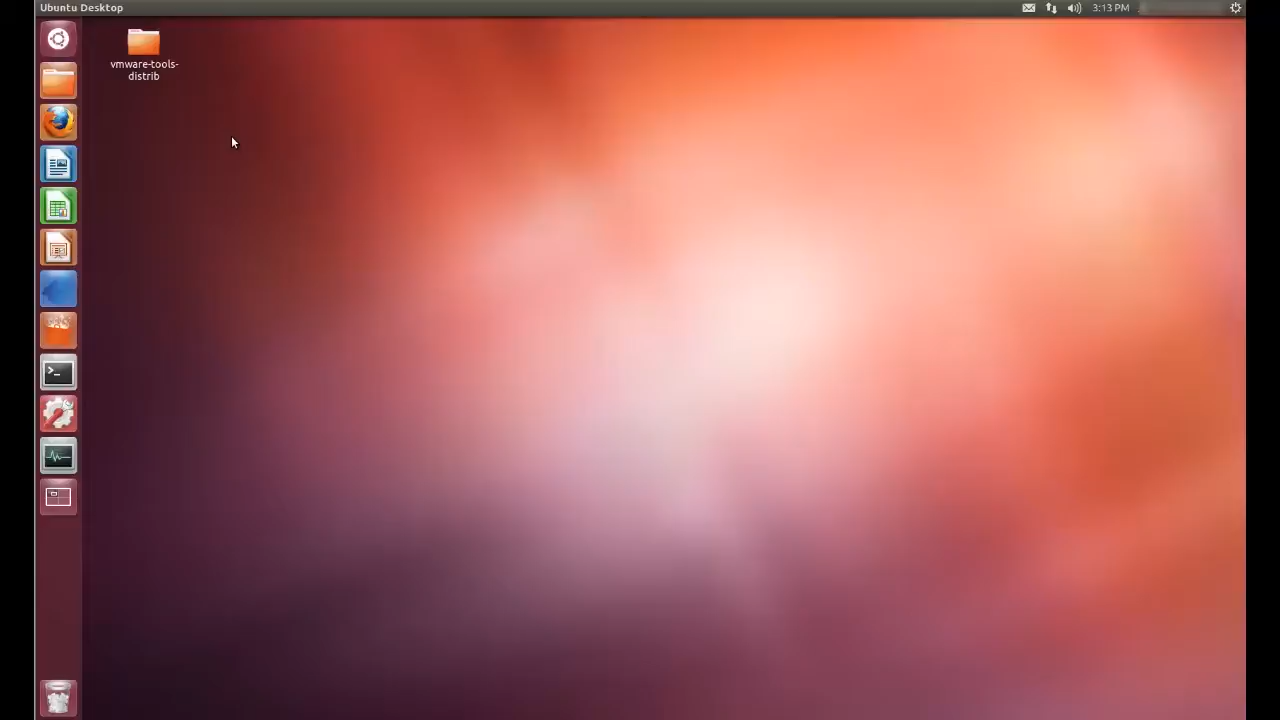 Ubuntu Desktop
3:13 PM
vmware-tools-
distrib